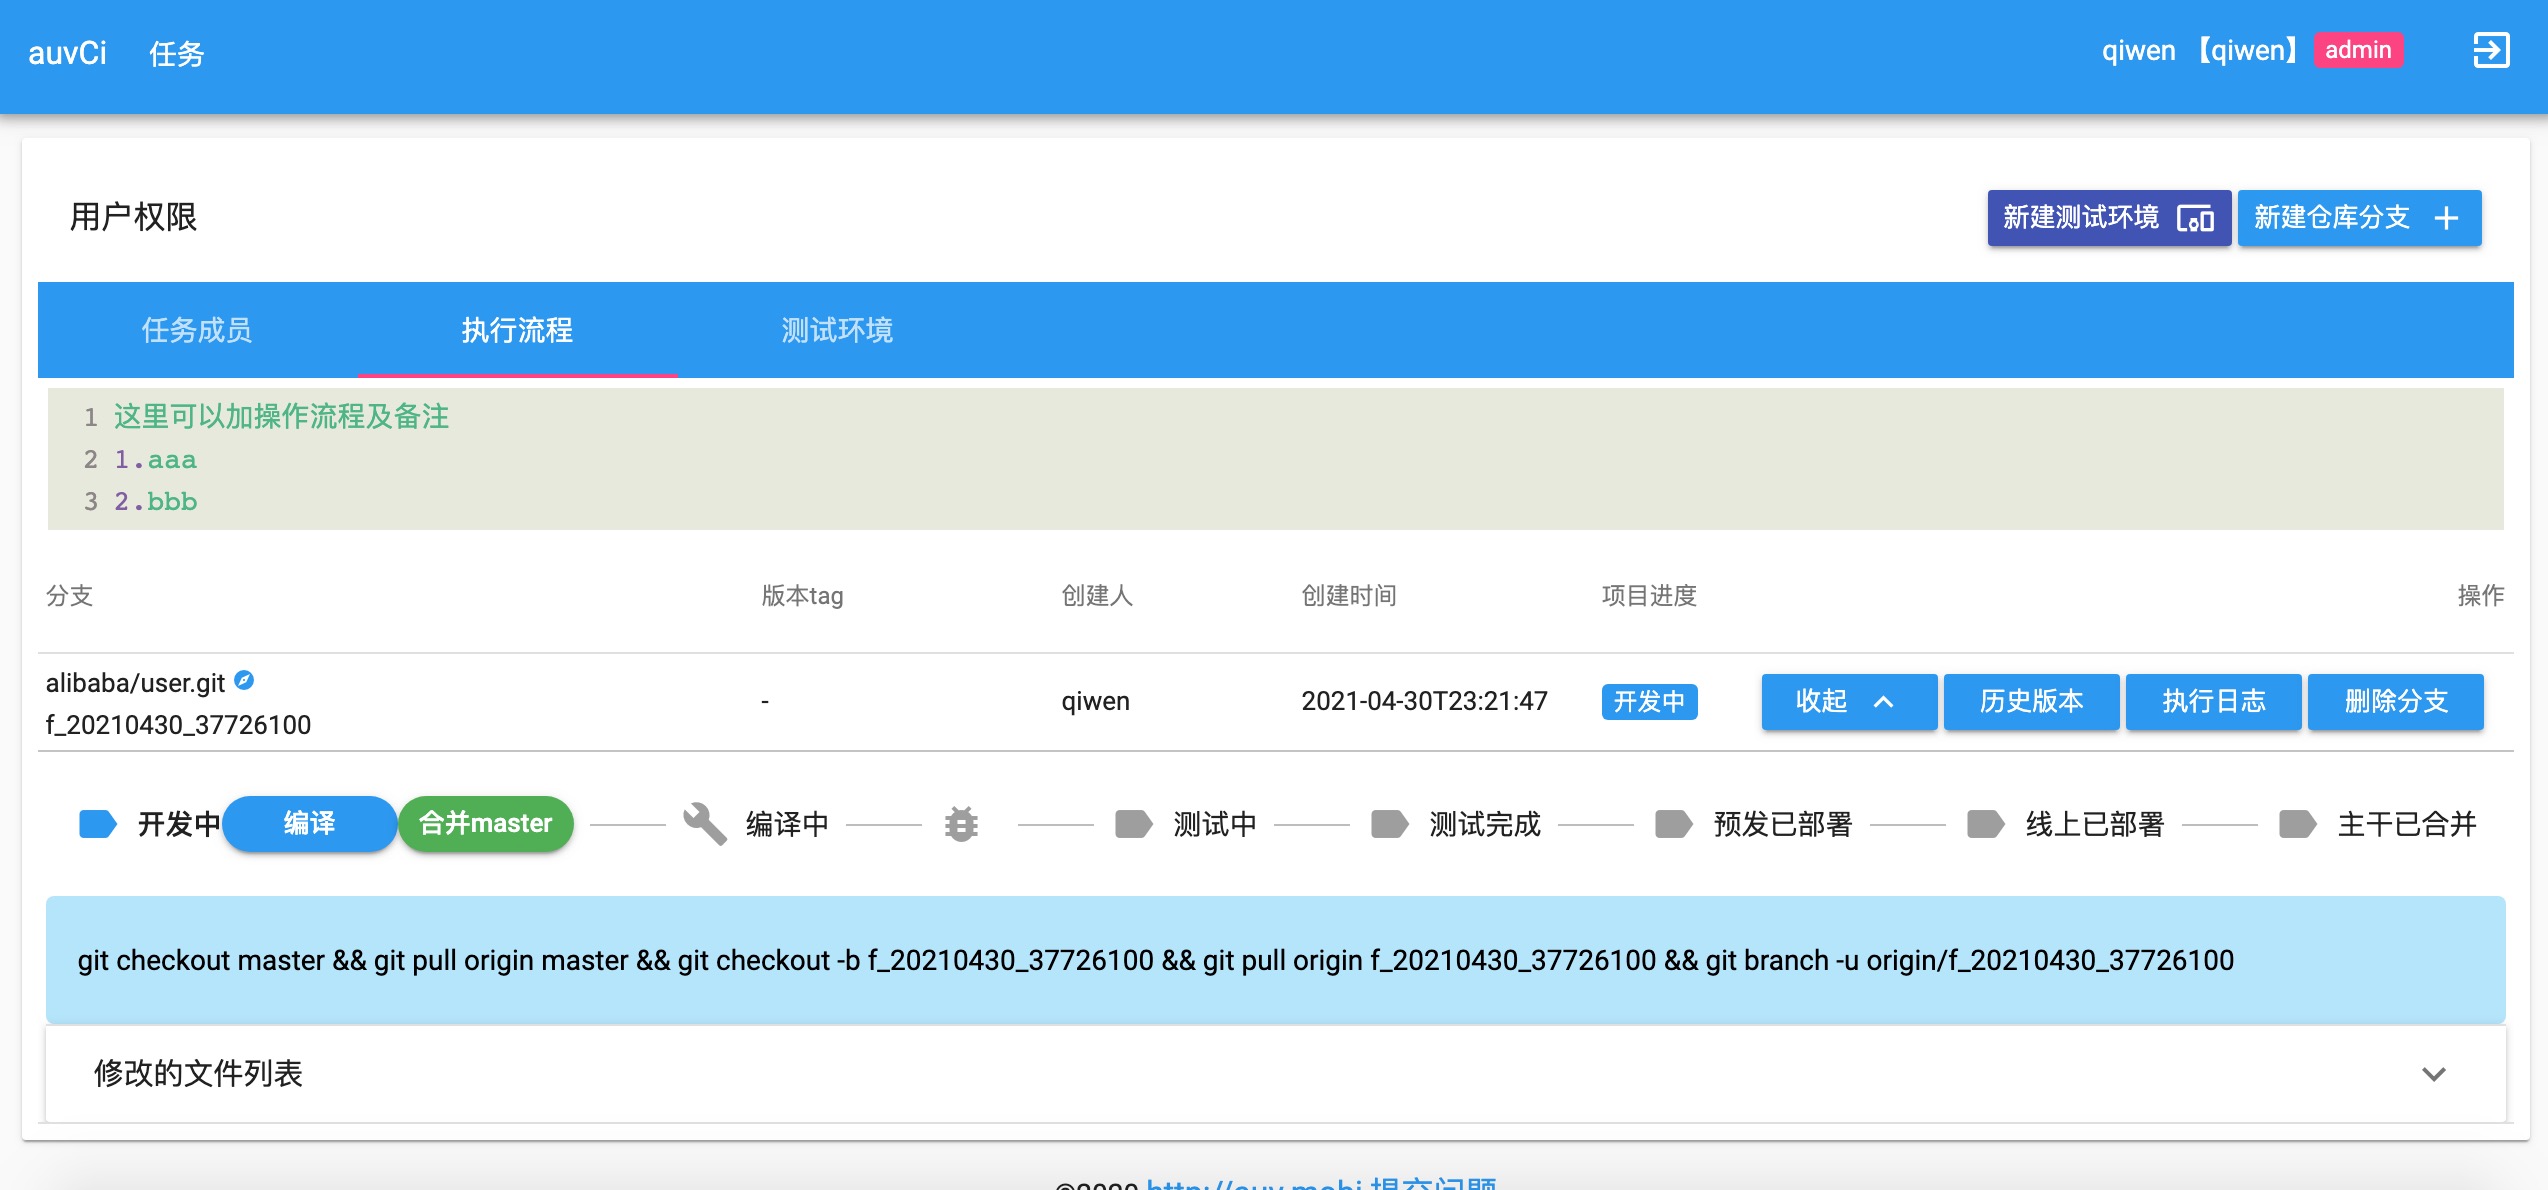 auvCi 任务 qiwen 【qiwen】 admin
用户权限 新建测试环境 新建仓库分支
任务成员 执行流程 测试环境
1 这里可以加操作流程及备注
2 1.aaa
3 2.bbb
分支 版本tag 创建人 创建时间 项目进度 操作
alibaba/user.git
f_20210430_37726100
- qiwen 2021-04-30T23:21:47 开发中 收起 历史版本 执行日志 删除分支
开发中 编译 合并master 编译中 测试中 测试完成 预发已部署 线上已部署 主干已合并
git checkout master && git pull origin master && git checkout -b f_20210430_37726100 && git pull origin f_20210430_37726100 && git branch -u origin/f_20210430_37726100
修改的文件列表
©2020 http://auv.mobi 提交问题